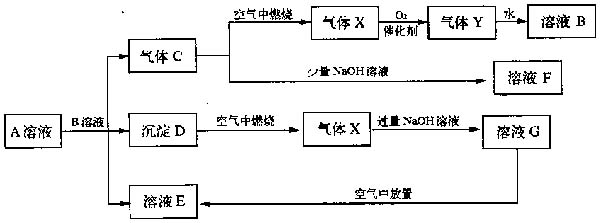 空气中燃烧
气体 X
O₂
催化剂
气体 Y
水
溶液 B
气体 C
少量 NaOH 溶液
溶液 F
A 溶液
B 溶液
沉淀 D
空气中燃烧
气体 X
过量 NaOH 溶液
溶液 G
溶液 E
空气中放置